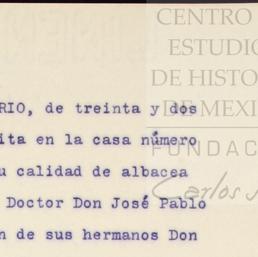 CENTRO
ESTUDIO
DE HISTO
DE MEXI
FUNDAC
Carlos
RIO, de treinta y dos
ita en la casa número
u calidad de albacea
Doctor Don José Pablo
n de sus hermanos Don